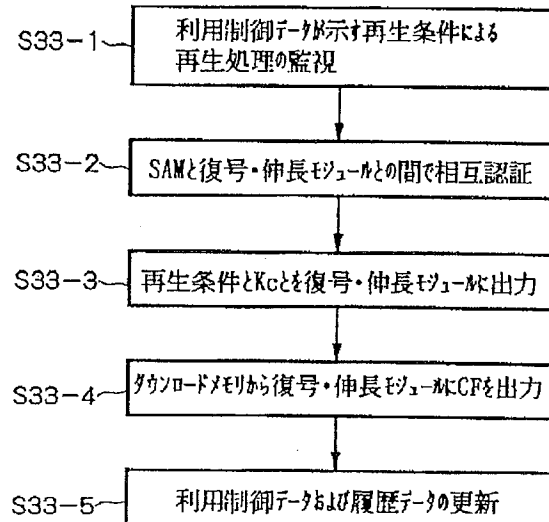 S33-1
利用制御データが示す再生条件による
再生処理の監視
S33-2
SAMと復号・伸長モジュールとの間で相互認証
S33-3
再生条件とKcとを復号・伸長モジュールに出力
S33-4
ダウンロードメモリから復号・伸長モジュールにCFを出力
S33-5
利用制御データおよび履歴データの更新